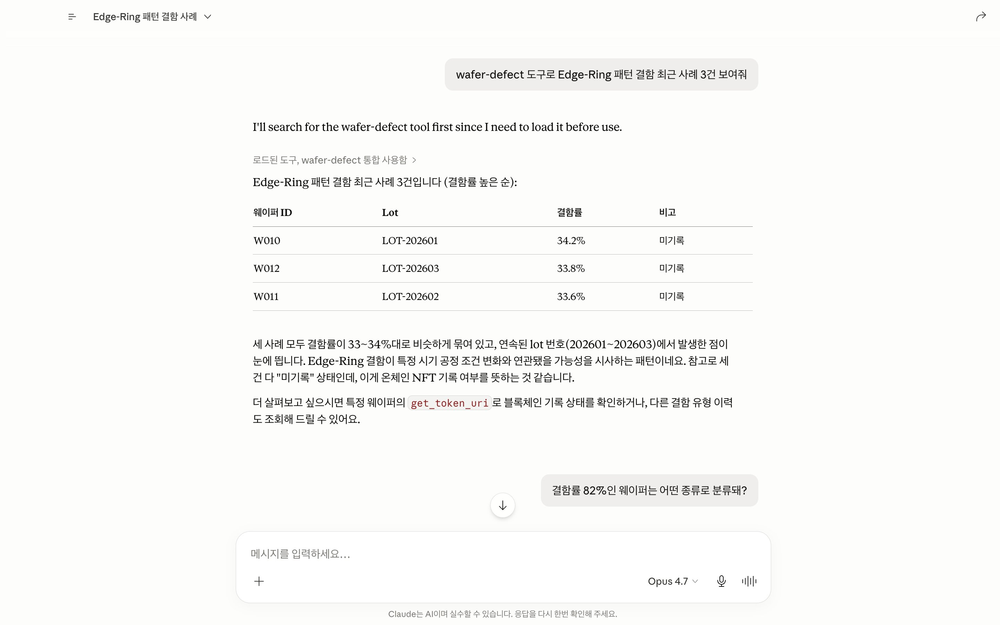 Edge-Ring 패턴 결함 사례
wafer-defect 도구로 Edge-Ring 패턴 결함 최근 사례 3건 보여줘
I'll search for the wafer-defect tool first since I need to load it before use.
로드된 도구, wafer-defect 통합 사용함
Edge-Ring 패턴 결함 최근 사례 3건입니다 (결함률 높은 순):
웨이퍼 ID Lot 결함률 비고
W010 LOT-202601 34.2% 미기록
W012 LOT-202603 33.8% 미기록
W011 LOT-202602 33.6% 미기록
세 사례 모두 결함률이 33~34%대로 비슷하게 묶여 있고, 연속된 lot 번호(202601~202603)에서 발생한 점이
눈에 띕니다. Edge-Ring 결함이 특정 시기 공정 조건 변화와 연관됐을 가능성을 시사하는 패턴이네요. 참고로 세
건 다 "미기록" 상태인데, 이게 온체인 NFT 기록 여부를 뜻하는 것 같습니다.
더 살펴보고 싶으시면 특정 웨이퍼의 get_token_uri로 블록체인 기록 상태를 확인하거나, 다른 결함 유형 이력
도 조회해 드릴 수 있어요.
결함률 82%인 웨이퍼는 어떤 종류로 분류돼?
메시지를 입력하세요...
Opus 4.7
Claude는 AI이며 실수할 수 있습니다. 응답을 다시 한번 확인해 주세요.